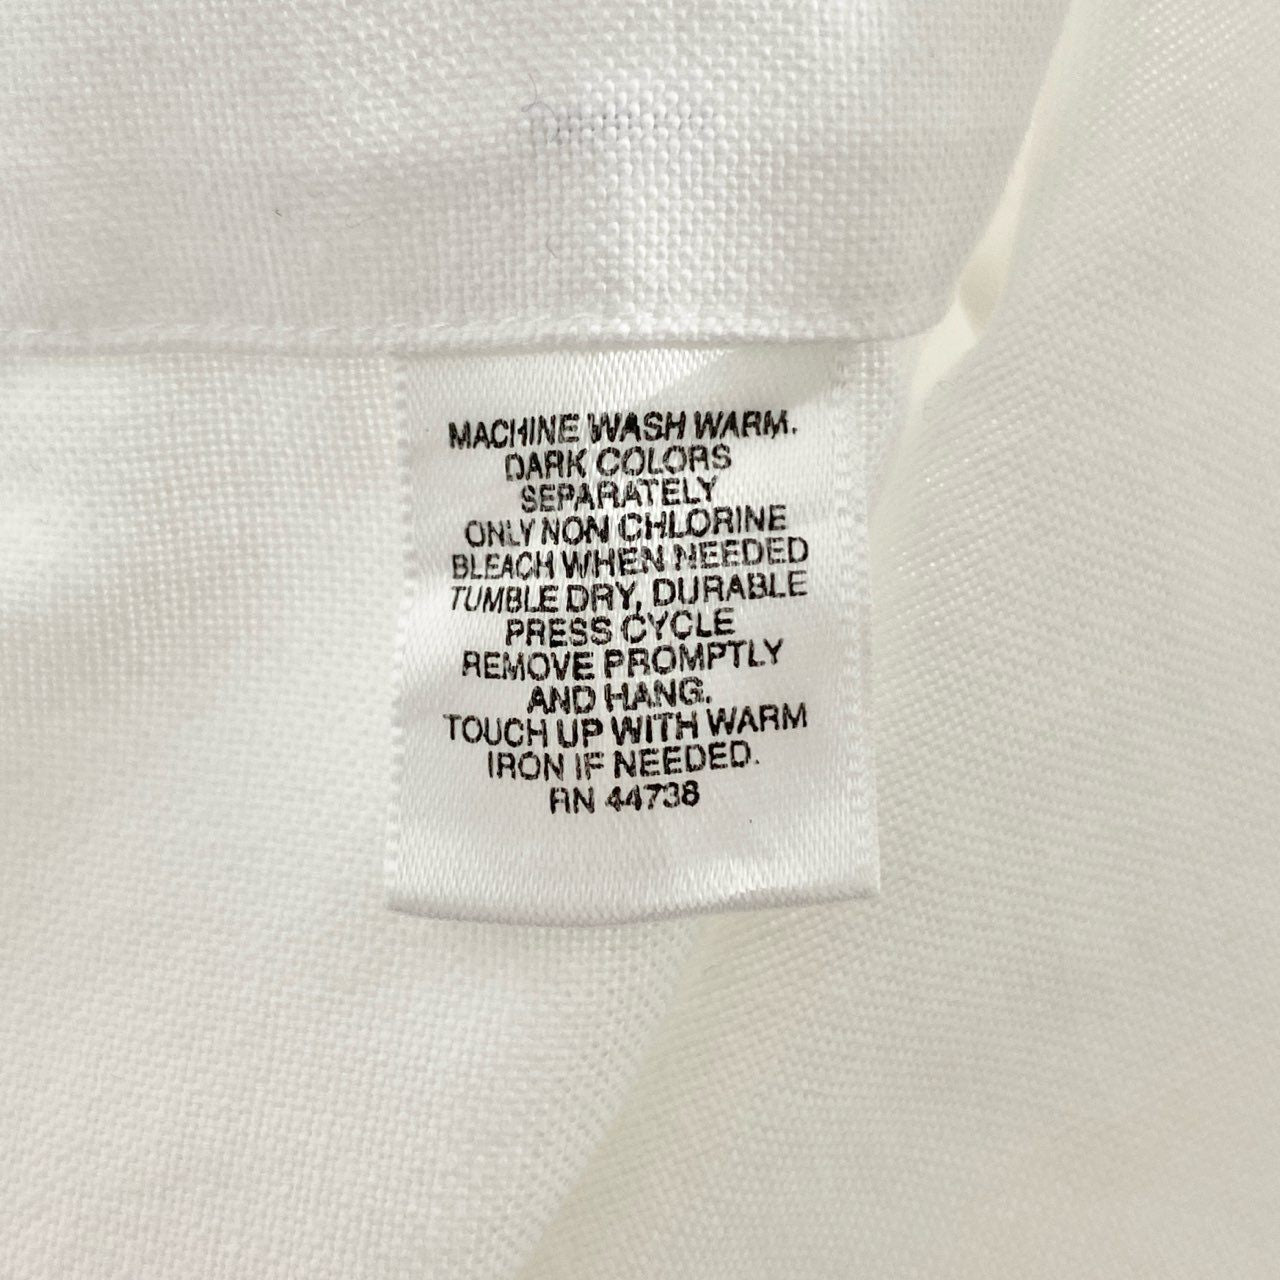 MACHINE WASH WARM.
DARK COLORS
SEPARATELY
ONLY NON CHLORINE
BLEACH WHEN NEEDED
TUMBLE DRY, DURABLE
PRESS CYCLE
REMOVE PROMPTLY
AND HANG.
TOUCH UP WITH WARM
IRON IF NEEDED.
RN 44738